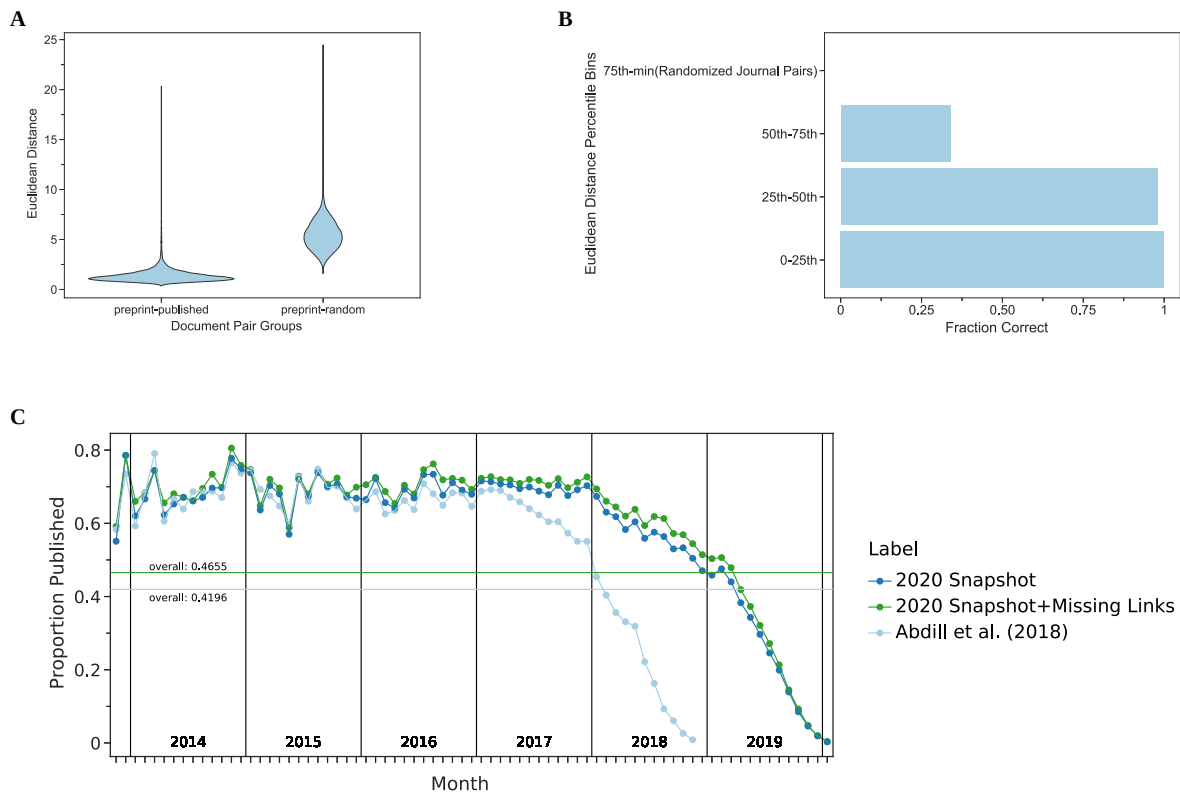 A
25
20
15
10
5
0
Euclidean Distance
preprint-published
preprint-random
Document Pair Groups
B
Euclidean Distance Percentile Bins
75th-min(Randomized Journal Pairs)
50th-75th
25th-50th
0-25th
0
0.25
0.50
0.75
1
Fraction Correct
C
Proportion Published
0.8
0.6
0.4
0.2
0
overall: 0.4655
overall: 0.4196
2014
2015
2016
2017
2018
2019
Month
Label
2020 Snapshot
2020 Snapshot+Missing Links
Abdill et al. (2018)